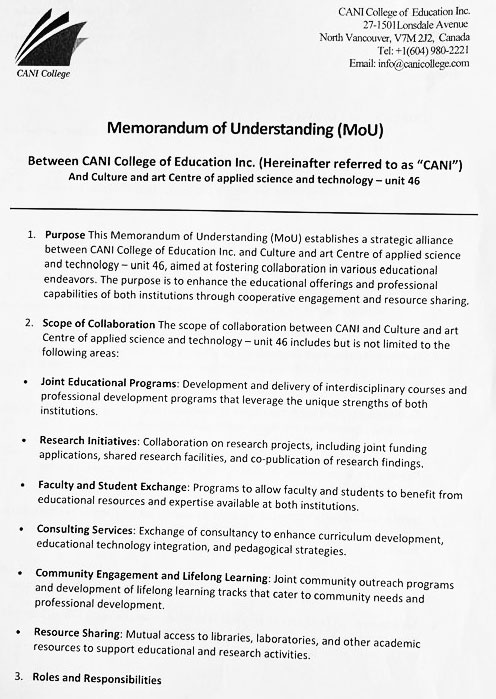 CANI College
CANI College of Education Inc.
27-1501Lonsdale Avenue
North Vancouver, V7M 2J2, Canada
Tel: +1(604) 980-2221
Email: info@canicollege.com
Memorandum of Understanding (MoU)
Between CANI College of Education Inc. (Hereinafter referred to as “CANI”)
And Culture and art Centre of applied science and technology – unit 46
1. Purpose This Memorandum of Understanding (MoU) establishes a strategic alliance
between CANI College of Education Inc. and Culture and art Centre of applied science
and technology – unit 46, aimed at fostering collaboration in various educational
endeavors. The purpose is to enhance the educational offerings and professional
capabilities of both institutions through cooperative engagement and resource sharing.
2. Scope of Collaboration The scope of collaboration between CANI and Culture and art
Centre of applied science and technology – unit 46 includes but is not limited to the
following areas:
• Joint Educational Programs: Development and delivery of interdisciplinary courses and
professional development programs that leverage the unique strengths of both
institutions.
• Research Initiatives: Collaboration on research projects, including joint funding
applications, shared research facilities, and co-publication of research findings.
• Faculty and Student Exchange: Programs to allow faculty and students to benefit from
educational resources and expertise available at both institutions.
• Consulting Services: Exchange of consultancy to enhance curriculum development,
educational technology integration, and pedagogical strategies.
• Community Engagement and Lifelong Learning: Joint community outreach programs
and development of lifelong learning tracks that cater to community needs and
professional development.
• Resource Sharing: Mutual access to libraries, laboratories, and other academic
resources to support educational and research activities.
3. Roles and Responsibilities